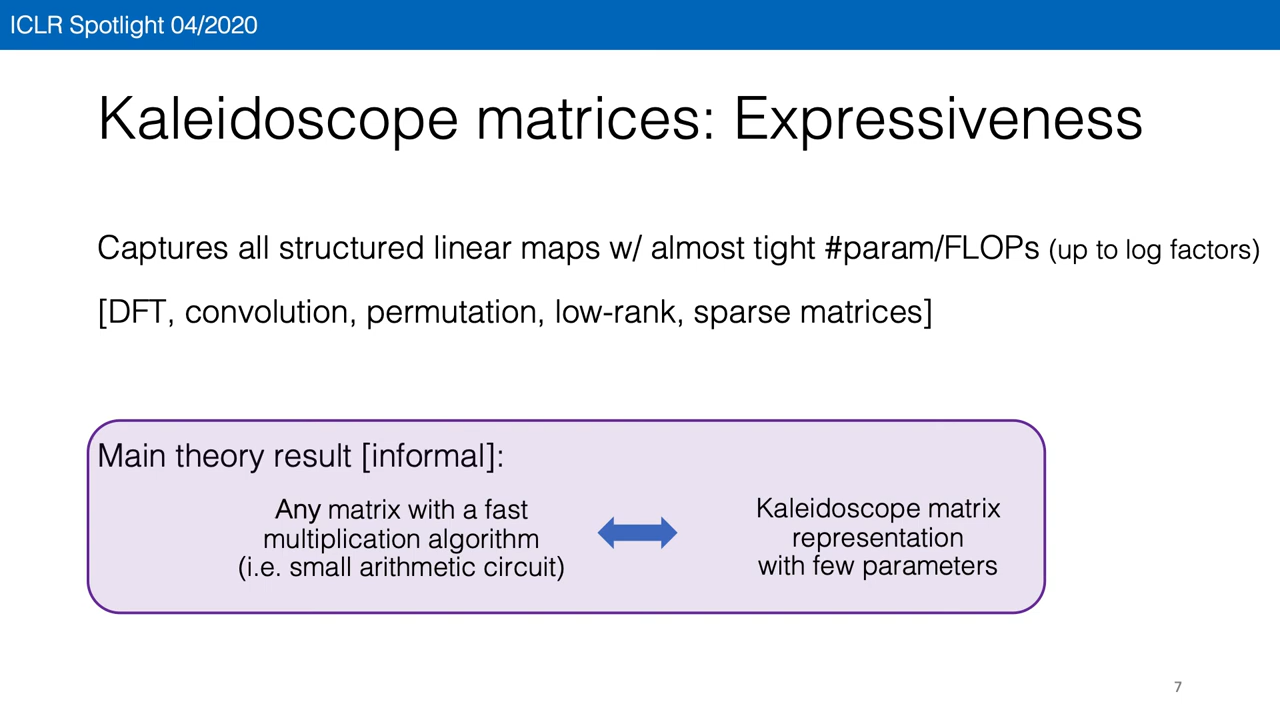 ICLR Spotlight 04/2020
Kaleidoscope matrices: Expressiveness
Captures all structured linear maps w/ almost tight #param/FLOPs (up to log factors)
[DFT, convolution, permutation, low-rank, sparse matrices]
Main theory result [informal]:
Any matrix with a fast
multiplication algorithm
(i.e. small arithmetic circuit)
Kaleidoscope matrix
representation
with few parameters
7